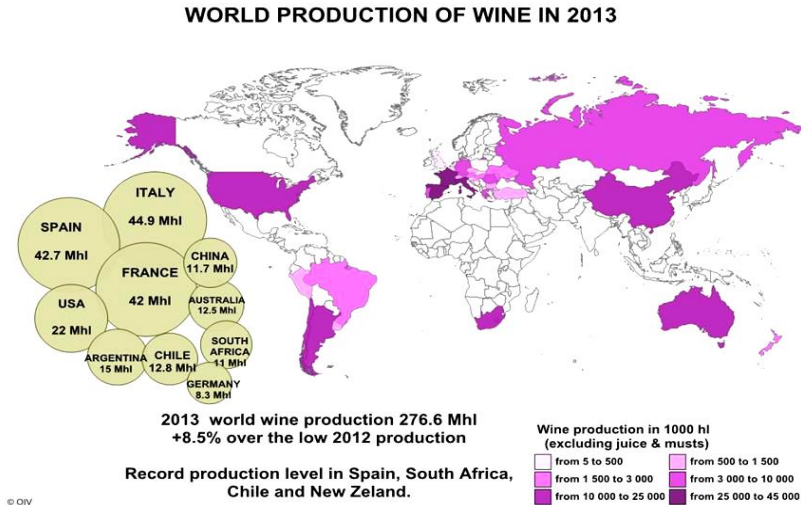 WORLD PRODUCTION OF WINE IN 2013
ITALY
44.9 Mhl
SPAIN
42.7 Mhl
CHINA
11.7 Mhl
FRANCE
42 Mhl
USA
22 Mhl
AUSTRALIA
12.5 Mhl
ARGENTINA
15 Mhl
CHILE
12.8 Mhl
SOUTH
AFRICA
11 Mhl
GERMANY
8.3 Mhl
2013 world wine production 276.6 Mhl
+8.5% over the low 2012 production
Record production level in Spain, South Africa,
Chile and New Zeland.
Wine production in 1000 hl
(excluding juice & musts)
from 5 to 500
from 500 to 1 500
from 1 500 to 3 000
from 3 000 to 10 000
from 10 000 to 25 000
from 25 000 to 45 000
© OIV